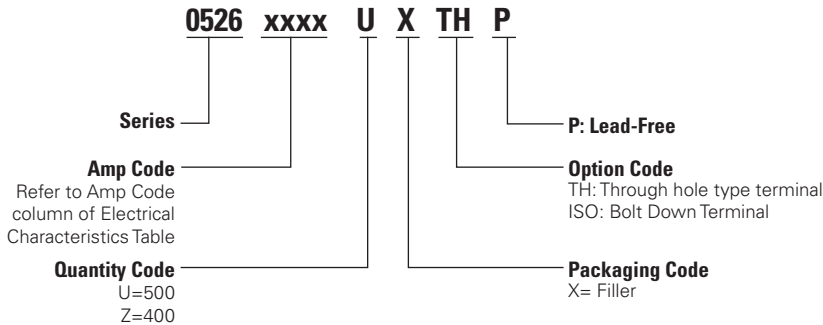 0526 xxxx U X TH P
Series
Amp Code
Refer to Amp Code
column of Electrical
Characteristics Table
Quantity Code
U=500
Z=400
P: Lead-Free
Option Code
TH: Through hole type terminal
ISO: Bolt Down Terminal
Packaging Code
X= Filler